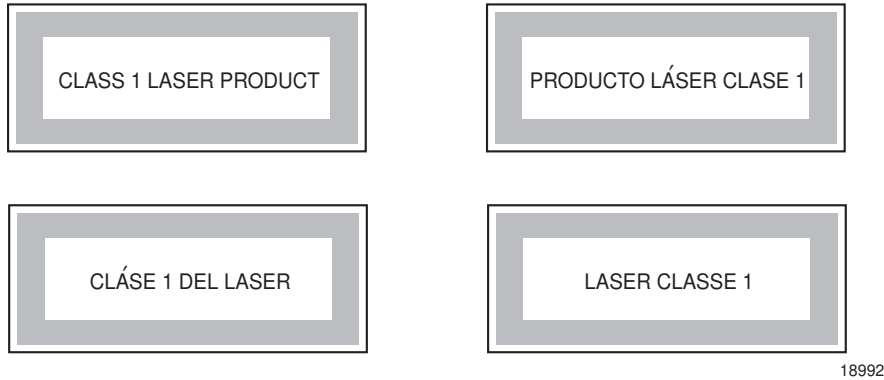 CLASS 1 LASER PRODUCT
PRODUCTO LÁSER CLASE 1
CLÁSE 1 DEL LASER
LASER CLASSE 1
18992